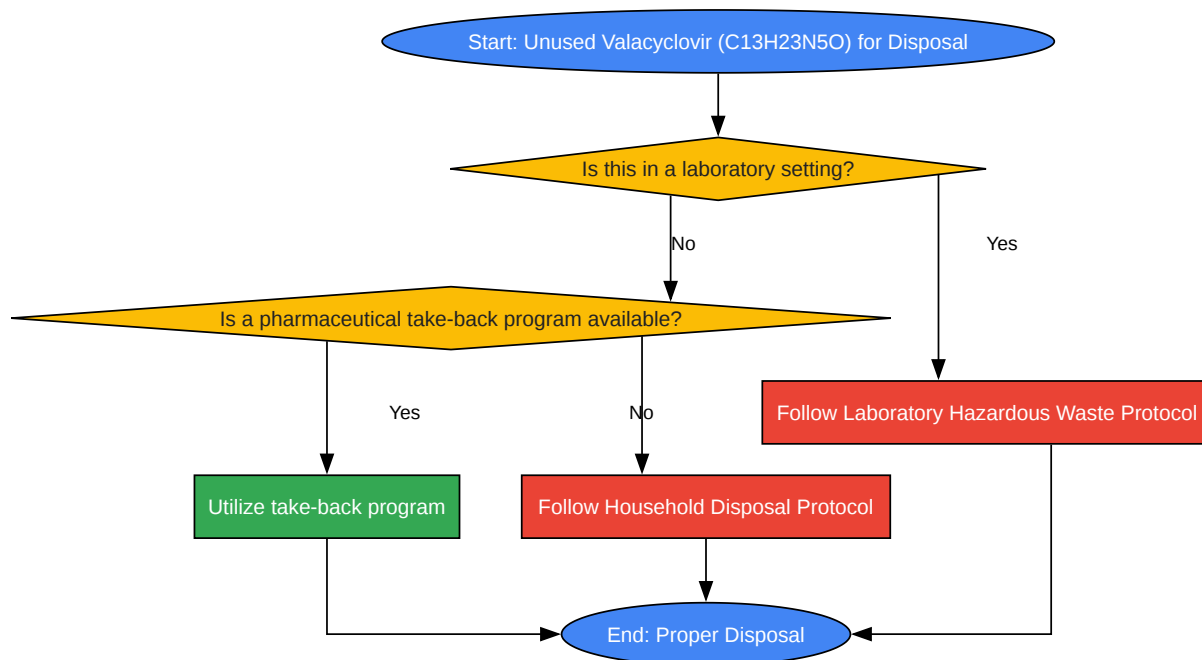 Start: Unused Valacyclovir (C13H23N5O) for Disposal
Is this in a laboratory setting?
No
Yes
Is a pharmaceutical take-back program available?
Yes
No
Follow Laboratory Hazardous Waste Protocol
Utilize take-back program
Follow Household Disposal Protocol
End: Proper Disposal